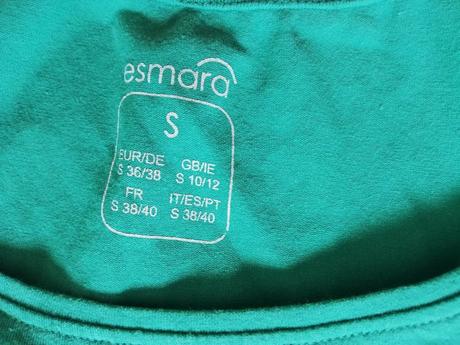 esmara
S
EUR/DE GB/IE
S 36/38 S 10/12
FR IT/ES/PT
S 38/40 S 38/40